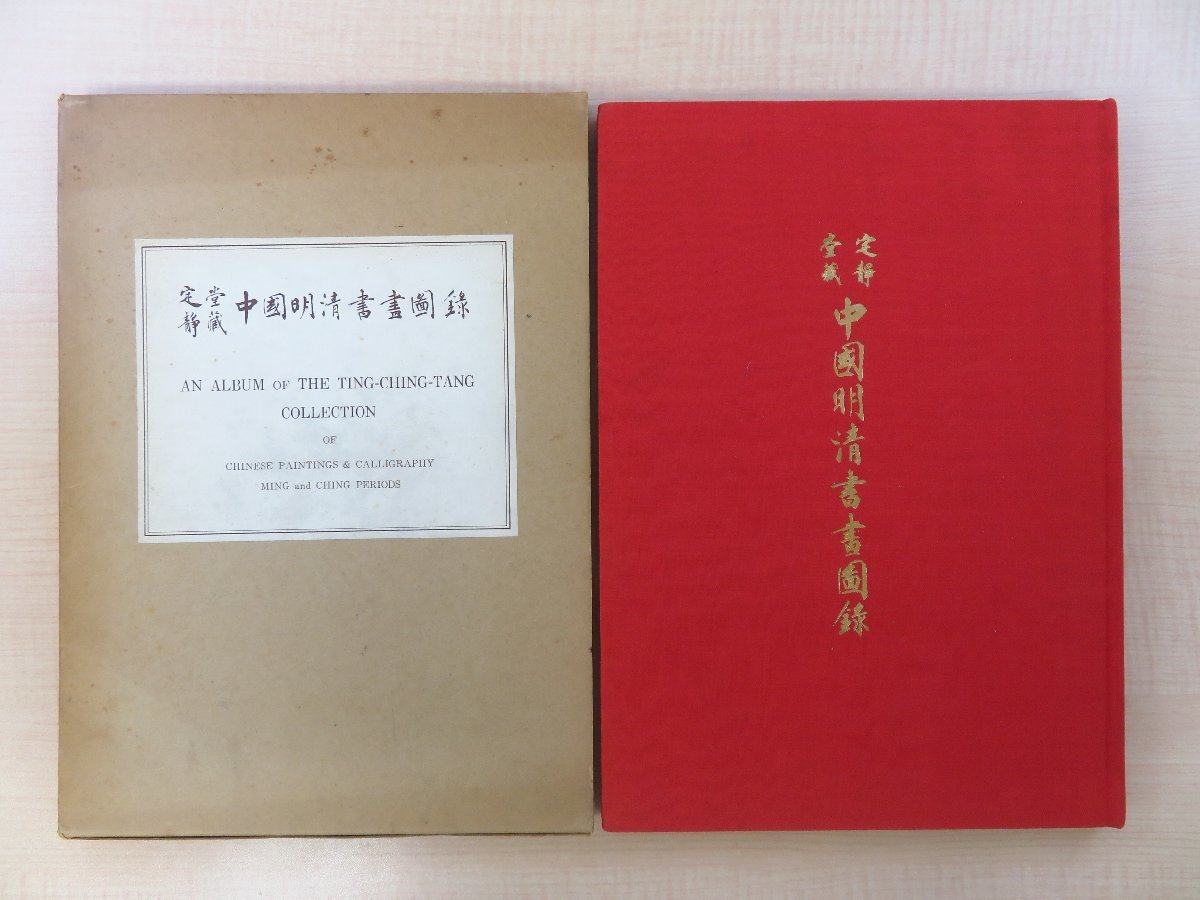 定靜堂藏 中國明清書畫圖錄
AN ALBUM OF THE TING-CHING-TANG
COLLECTION
OF
CHINESE PAINTINGS & CALLIGRAPHY
MING and CHING PERIODS
定靜
堂藏
中國明清書畫圖錄